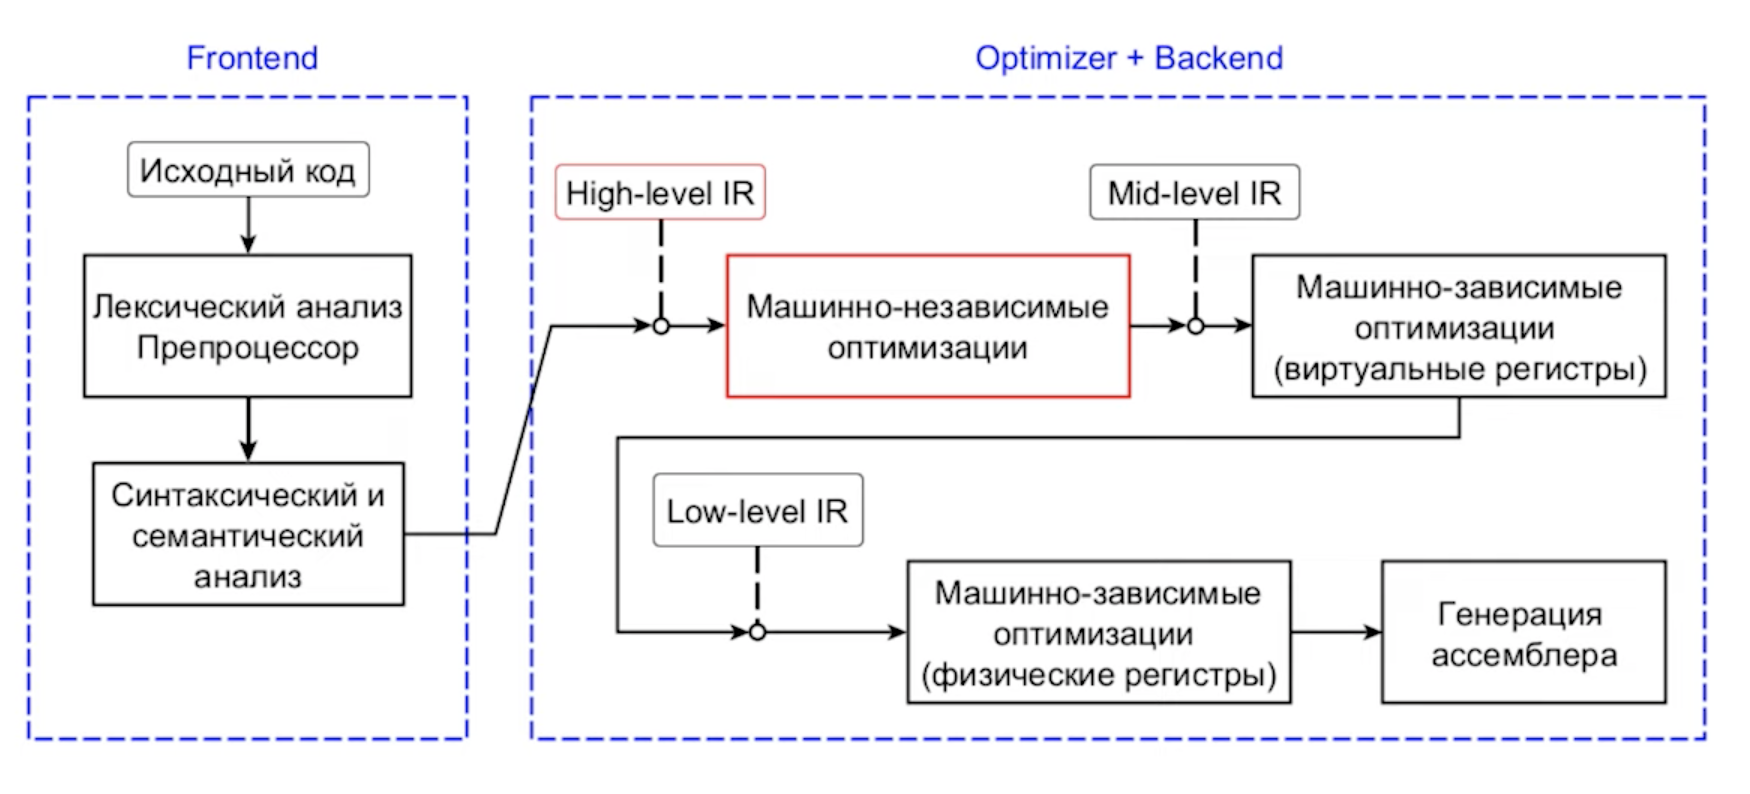 Frontend
Исходный код
Лексический анализ
Препроцессор
Синтаксический и
семантический
анализ
Optimizer + Backend
High-level IR
Машинно-независимые
оптимизации
Mid-level IR
Машинно-зависимые
оптимизации
(виртуальные регистры)
Low-level IR
Машинно-зависимые
оптимизации
(физические регистры)
Генерация
ассемблера